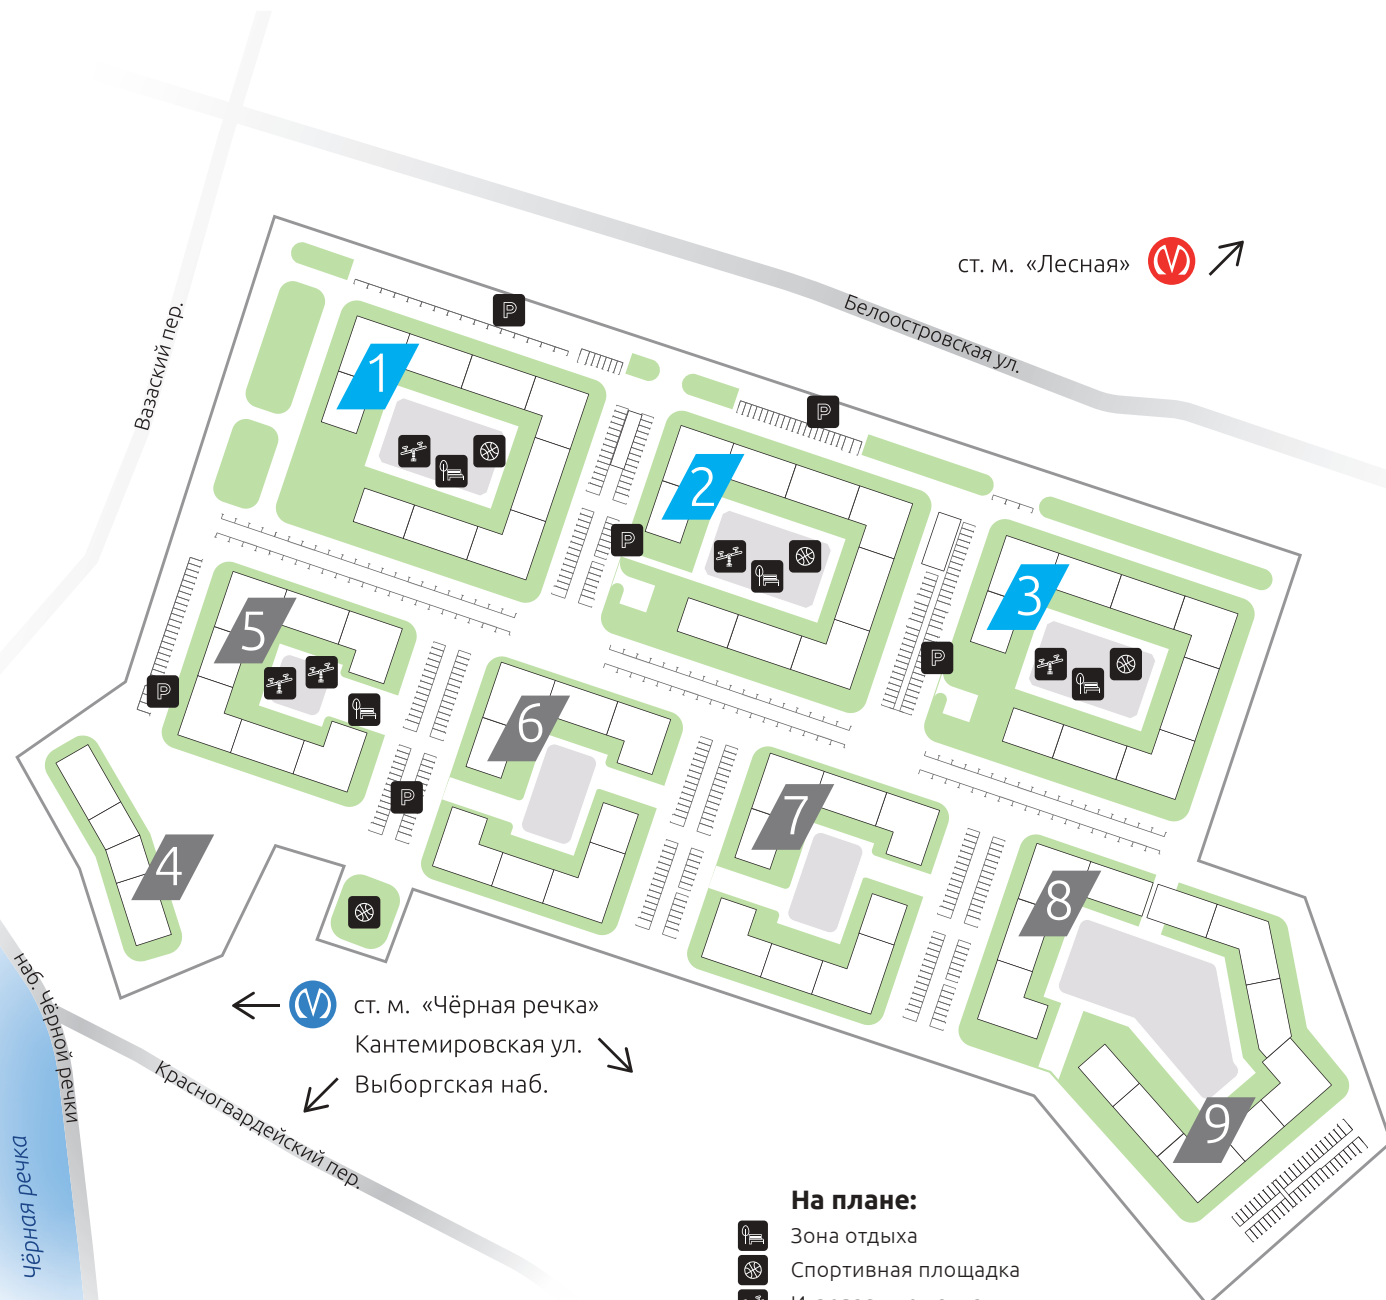 ст. м. «Лесная»
Белоостровская ул.
Вазаский пер.
P
P
1
2
P
3
5
P
P
6
7
P
4
8
ст. м. «Чёрная речка»
Кантемировская ул.
Выборгская наб.
наб. Чёрной речки
Красногвардейский пер.
Чёрная речка
9
На плане:
Зона отдыха
Спортивная площадка